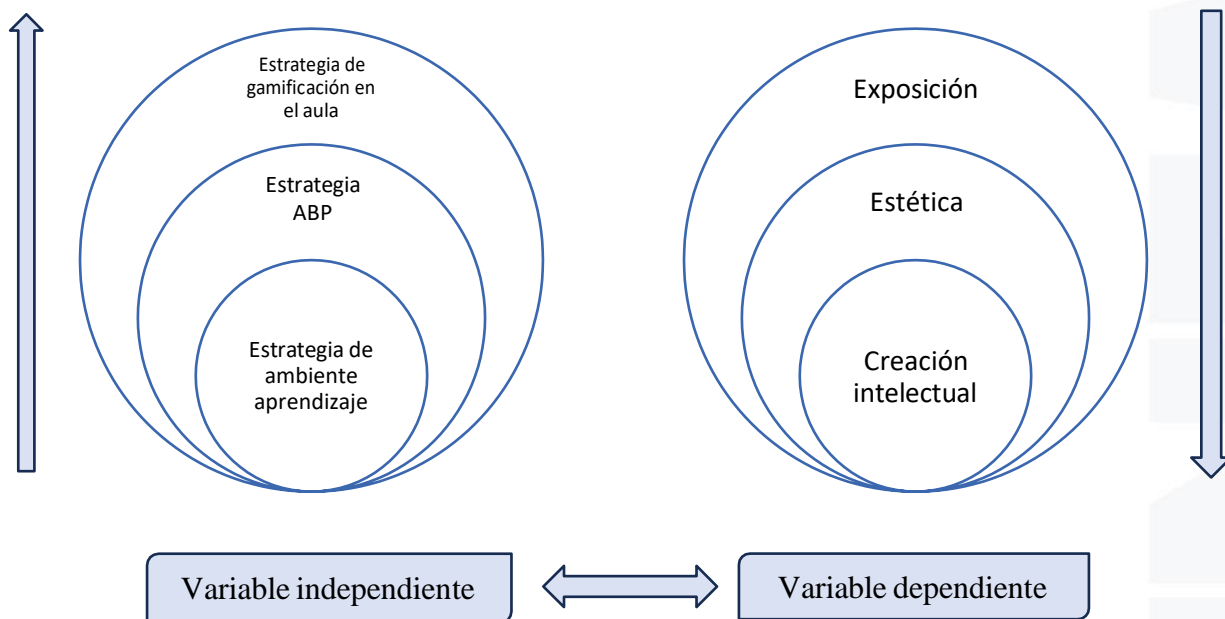 Estrategia de
gamificación en
el aula
Estrategia
ABP
Estrategia de
ambiente
aprendizaje
Exposición
Estética
Creación
intelectual
Variable independiente
Variable dependiente